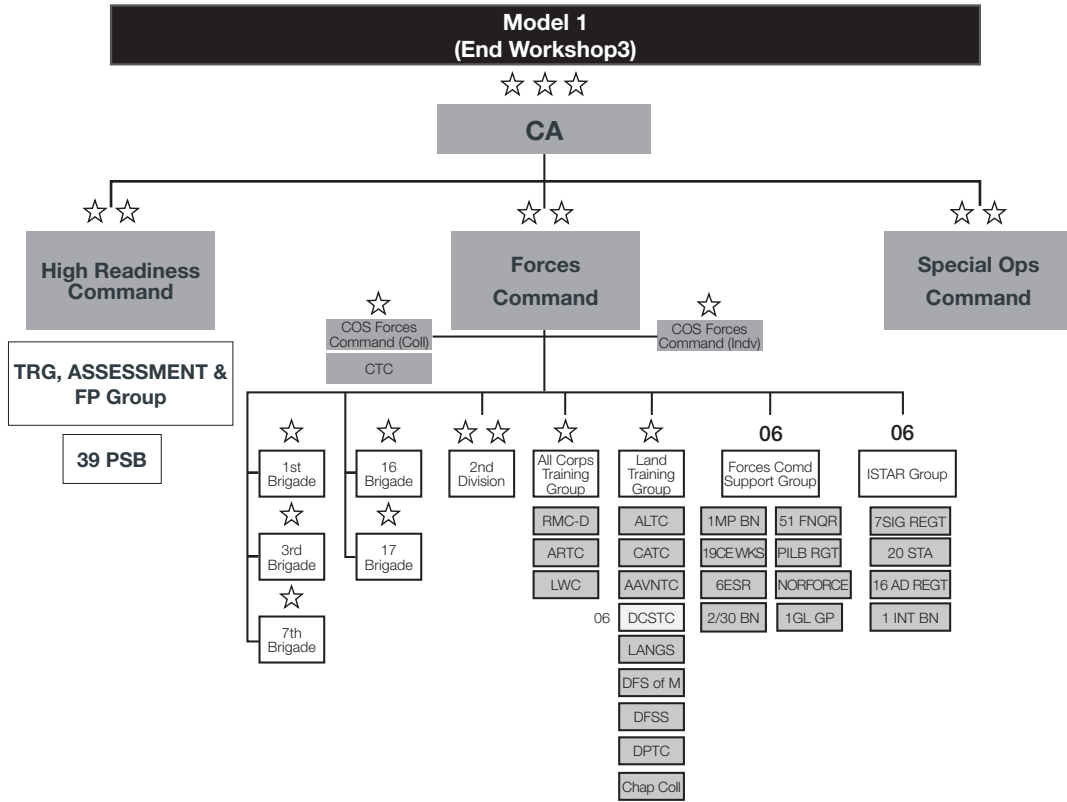 Model 1
(End Workshop3)
CA
High Readiness
Command
Forces
Command
Special Ops
Command
COS Forces
Command (Coll)
CTC
COS Forces
Command (Indv)
TRG, ASSESSMENT &
FP Group
39 PSB
1st
Brigade
3rd
Brigade
7th
Brigade
16
Brigade
17
Brigade
2nd
Division
All Corps
Training
Group
RMC-D
ARTC
LWC
Land
Training
Group
ALTC
CATC
AAVNTC
06
DCSTC
LANGS
DFS of M
DFSS
DPTC
Chap Coll
06
Forces Comd
Support Group
1MP BN
19CE WKS
6ESR
2/30 BN
51 FNQR
PILB RGT
NORFORCE
1GL GP
06
ISTAR Group
7SIG REGT
20 STA
16 AD REGT
1 INT BN